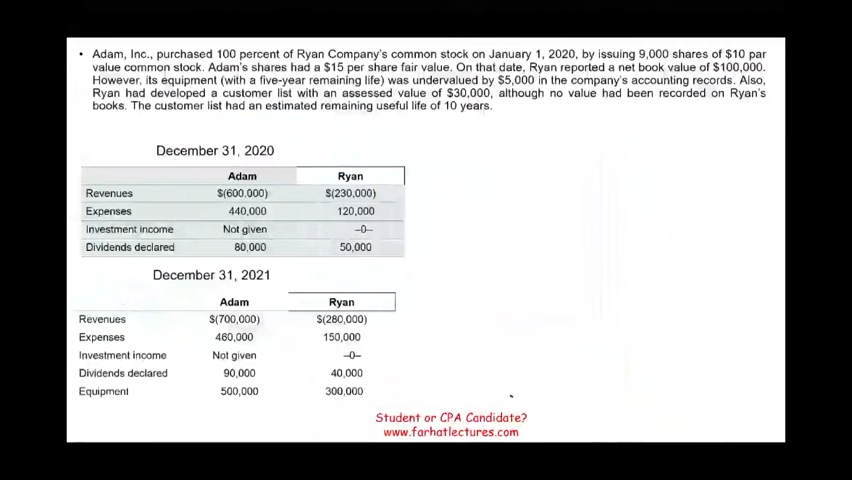 • Adam, Inc., purchased 100 percent of Ryan Company's common stock on January 1, 2020, by issuing 9,000 shares of $10 par
value common stock. Adam's shares had a $15 per share fair value. On that date, Ryan reported a net book value of $100,000.
However, its equipment (with a five-year remaining life) was undervalued by $5,000 in the company's accounting records. Also,
Ryan had developed a customer list with an assessed value of $30,000, although no value had been recorded on Ryan's
books. The customer list had an estimated remaining useful life of 10 years.
December 31, 2020
Adam Ryan
Revenues $(600,000) $(230,000)
Expenses 440,000 120,000
Investment income Not given –0–
Dividends declared 80,000 50,000
December 31, 2021
Adam Ryan
Revenues $(700,000) $(280,000)
Expenses 460,000 150,000
Investment income Not given –0–
Dividends declared 90,000 40,000
Equipment 500,000 300,000
Student or CPA Candidate?
www.farhatlectures.com